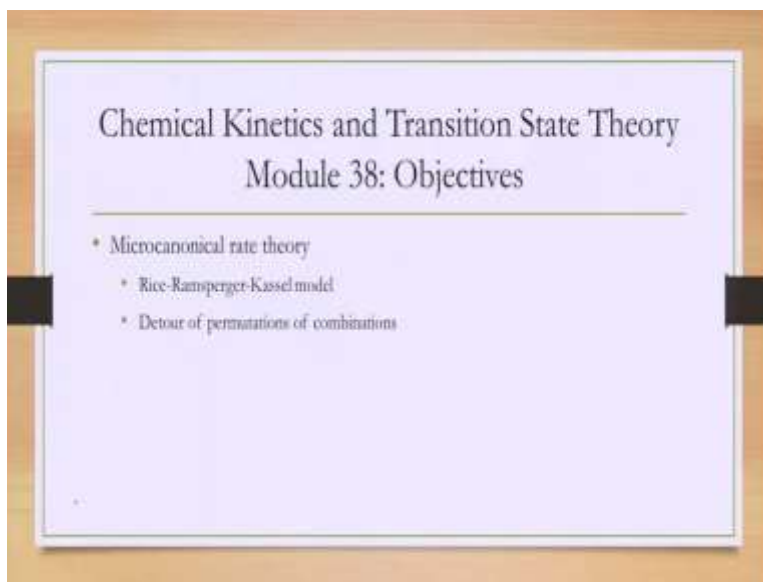 Chemical Kinetics and Transition State Theory
Module 38: Objectives
• Microcanonical rate theory
• Rice-Ramsperger-Kassel model
• Detour of permutations of combinations